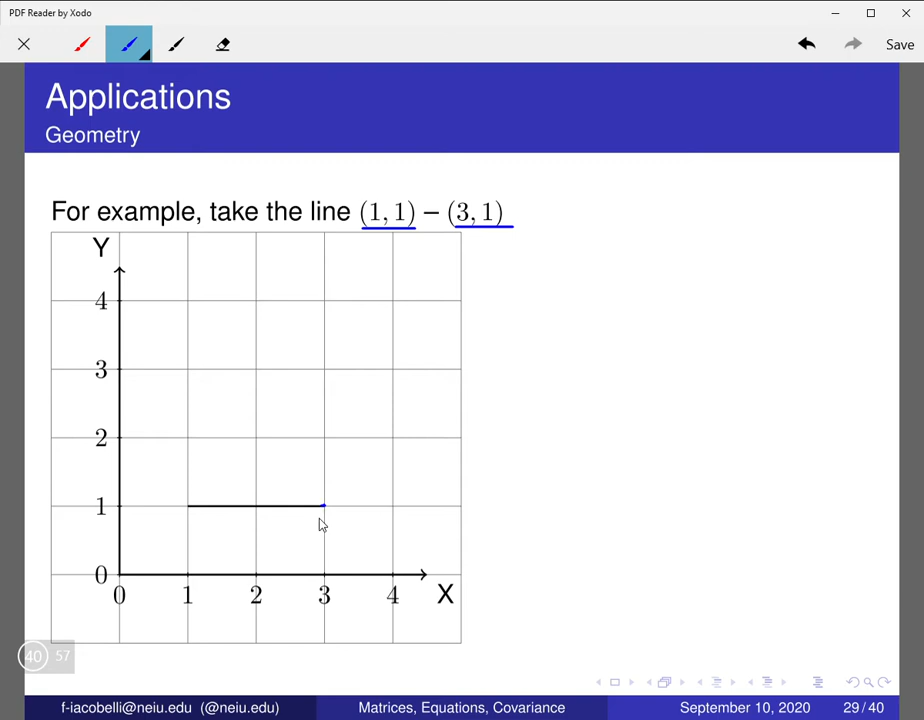 PDF Reader by Xodo
Save
Applications
Geometry
For example, take the line (1, 1) – (3, 1)
Y
4
3
2
1
0
0 1 2 3 4 X
40 57
f-iacobelli@neiu.edu (@neiu.edu) Matrices, Equations, Covariance September 10, 2020 29 / 40